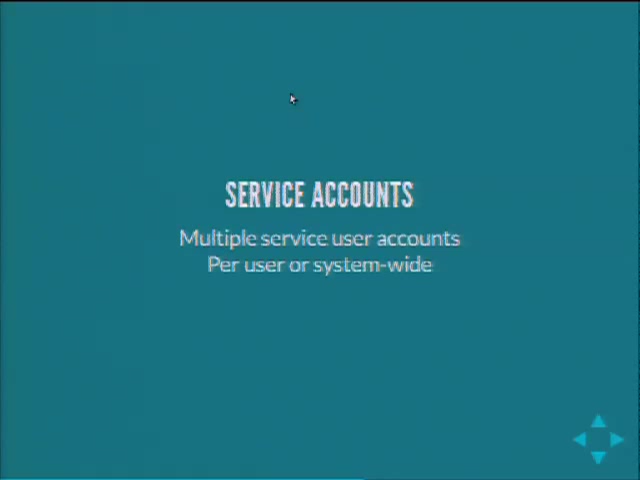 SERVICE ACCOUNTS
Multiple service user accounts
Per user or system-wide